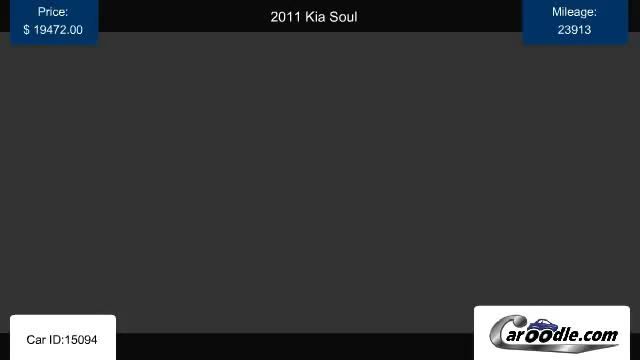 Price:
$ 19472.00
2011 Kia Soul
Mileage:
23913
Car ID:15094
Caroodle.com